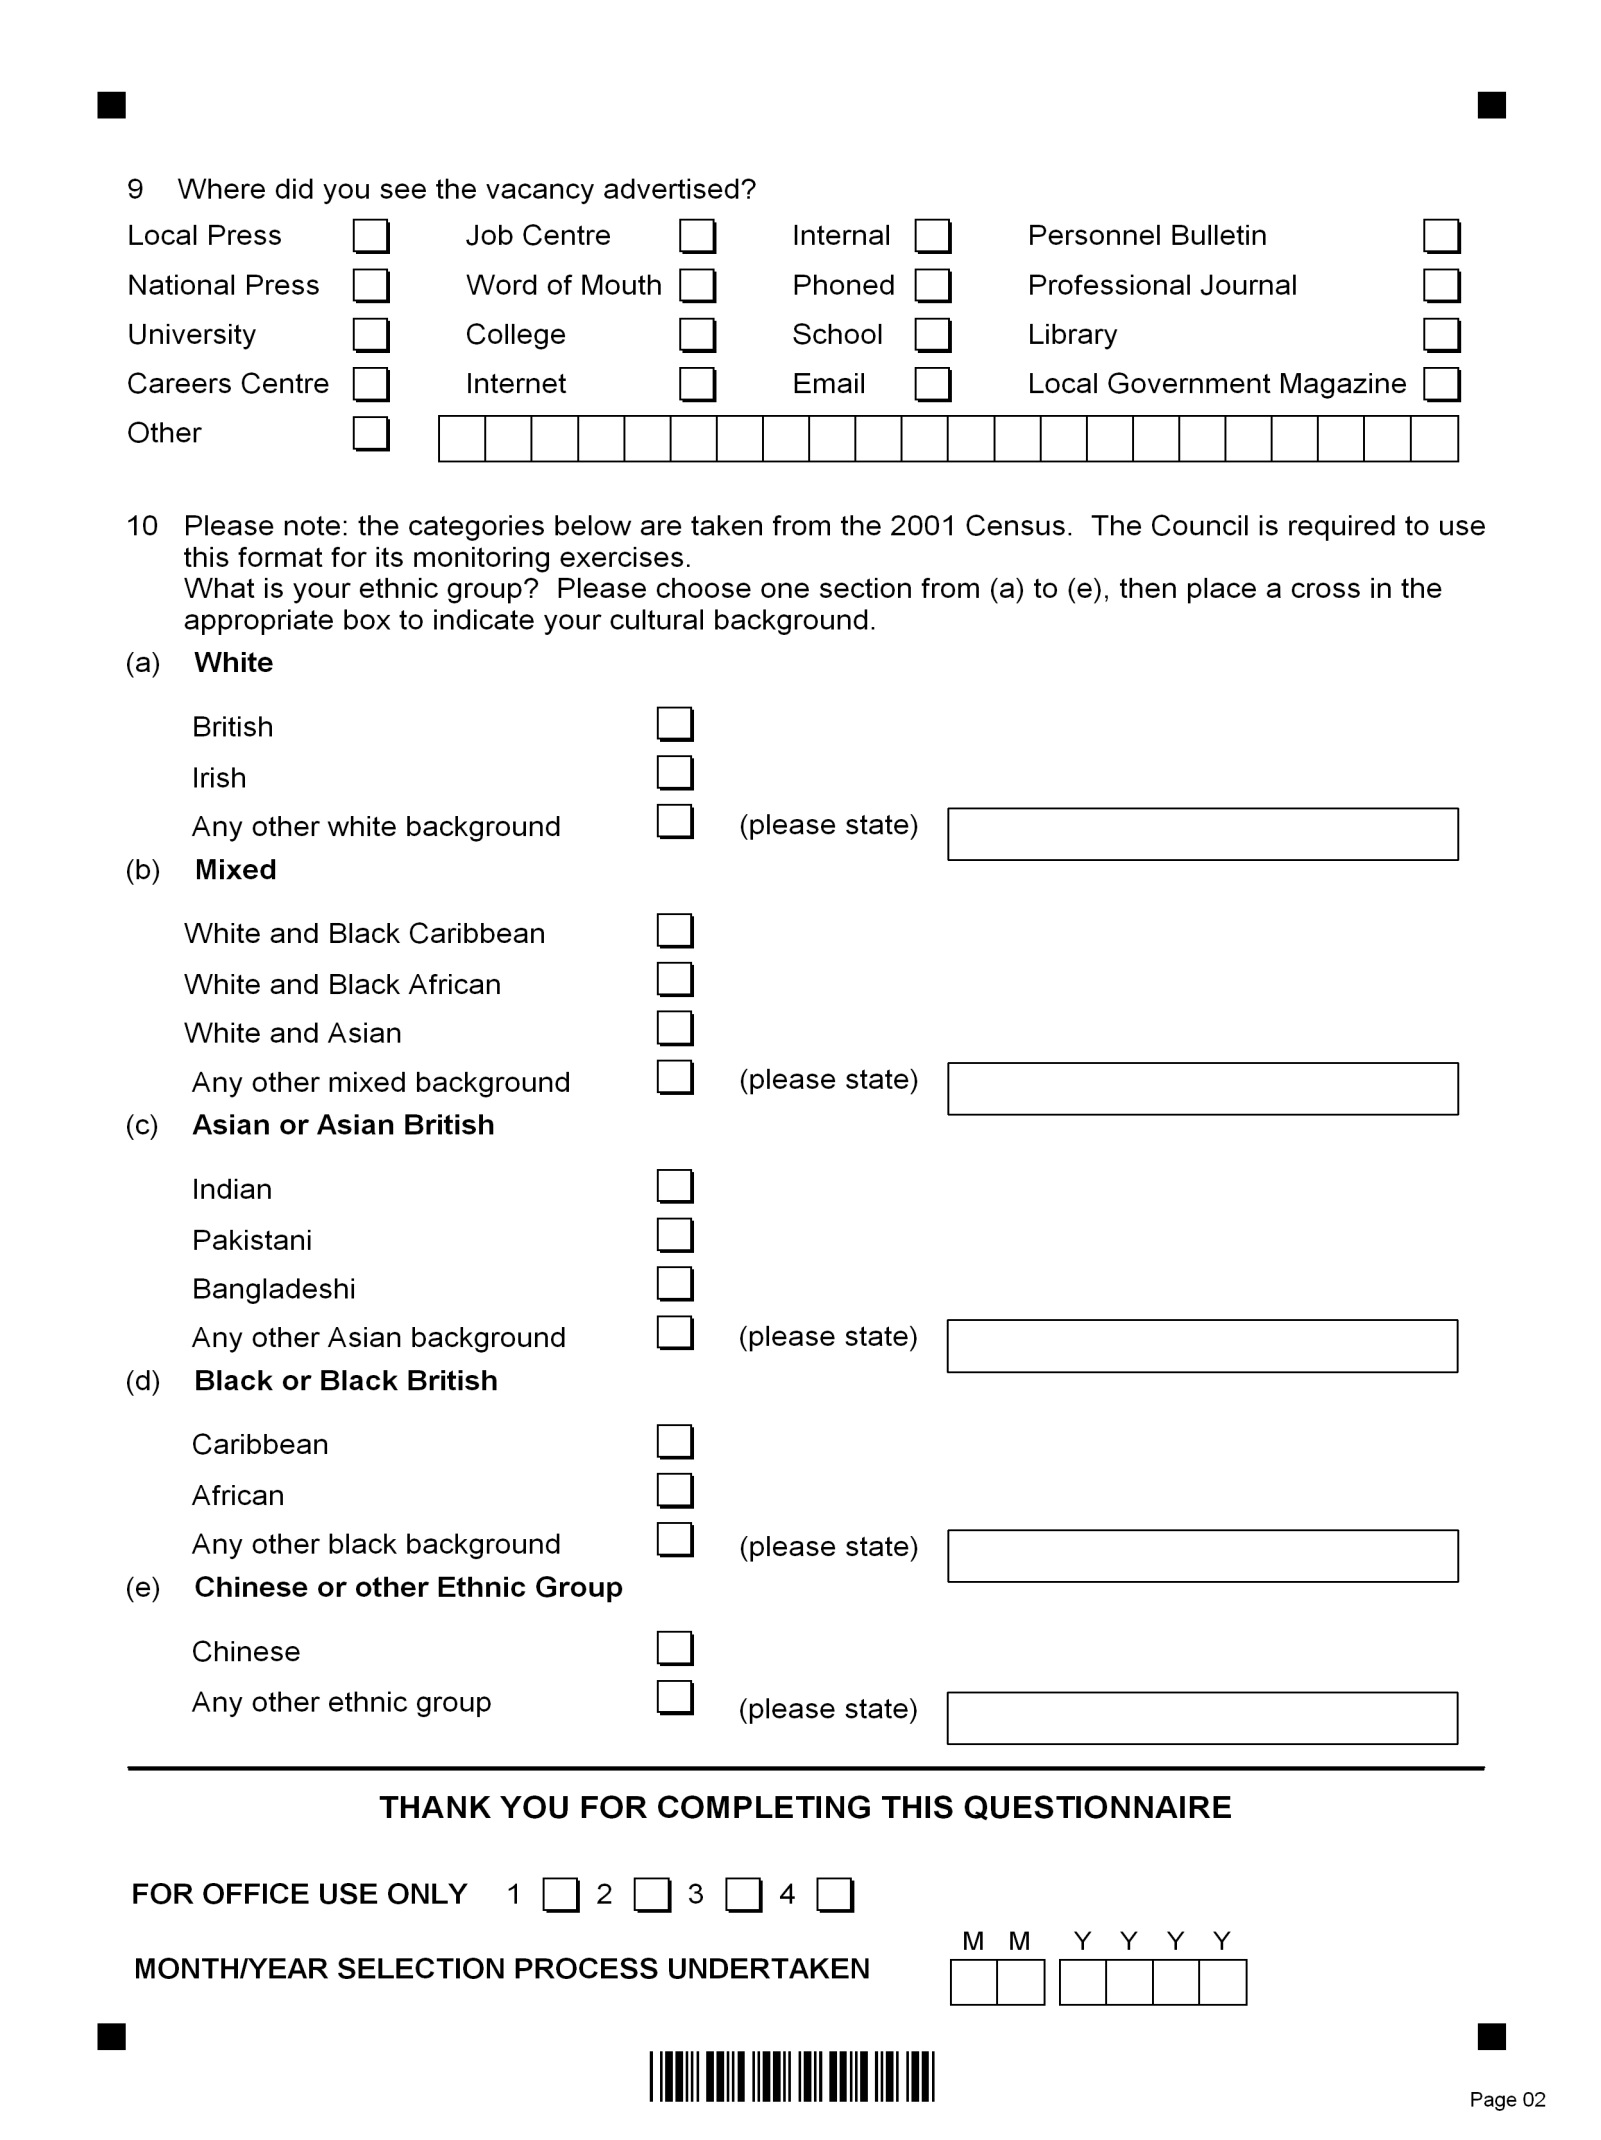 9 Where did you see the vacancy advertised?
Local Press Job Centre Internal Personnel Bulletin
National Press Word of Mouth Phoned Professional Journal
University College School Library
Careers Centre Internet Email Local Government Magazine
Other
10 Please note: the categories below are taken from the 2001 Census. The Council is required to use
this format for its monitoring exercises.
What is your ethnic group? Please choose one section from (a) to (e), then place a cross in the
appropriate box to indicate your cultural background.
(a) White
British
Irish
Any other white background (please state)
(b) Mixed
White and Black Caribbean
White and Black African
White and Asian
Any other mixed background (please state)
(c) Asian or Asian British
Indian
Pakistani
Bangladeshi
Any other Asian background (please state)
(d) Black or Black British
Caribbean
African
Any other black background (please state)
(e) Chinese or other Ethnic Group
Chinese
Any other ethnic group (please state)
THANK YOU FOR COMPLETING THIS QUESTIONNAIRE
FOR OFFICE USE ONLY 1 2 3 4
M M Y Y Y Y
MONTH/YEAR SELECTION PROCESS UNDERTAKEN
Page 02